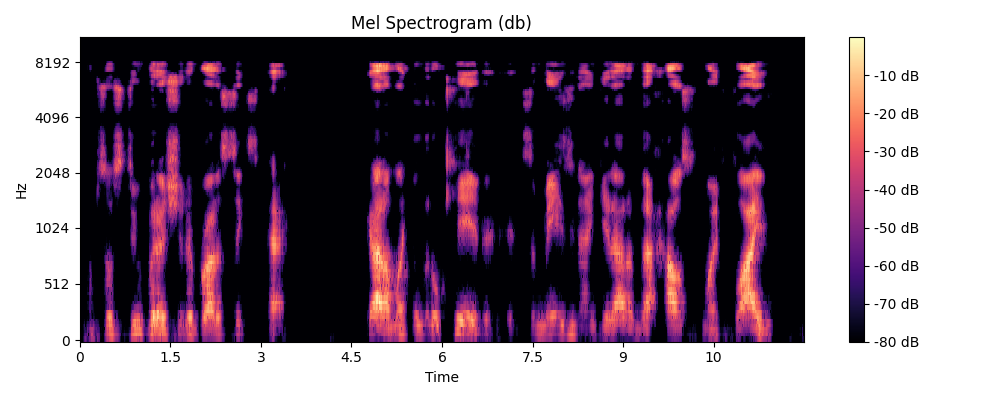 Mel Spectrogram (db)
8192
4096
2048
1024
512
0
Hz
0 1.5 3 4.5 6 7.5 9 10
Time
-10 dB
-20 dB
-30 dB
-40 dB
-50 dB
-60 dB
-70 dB
-80 dB